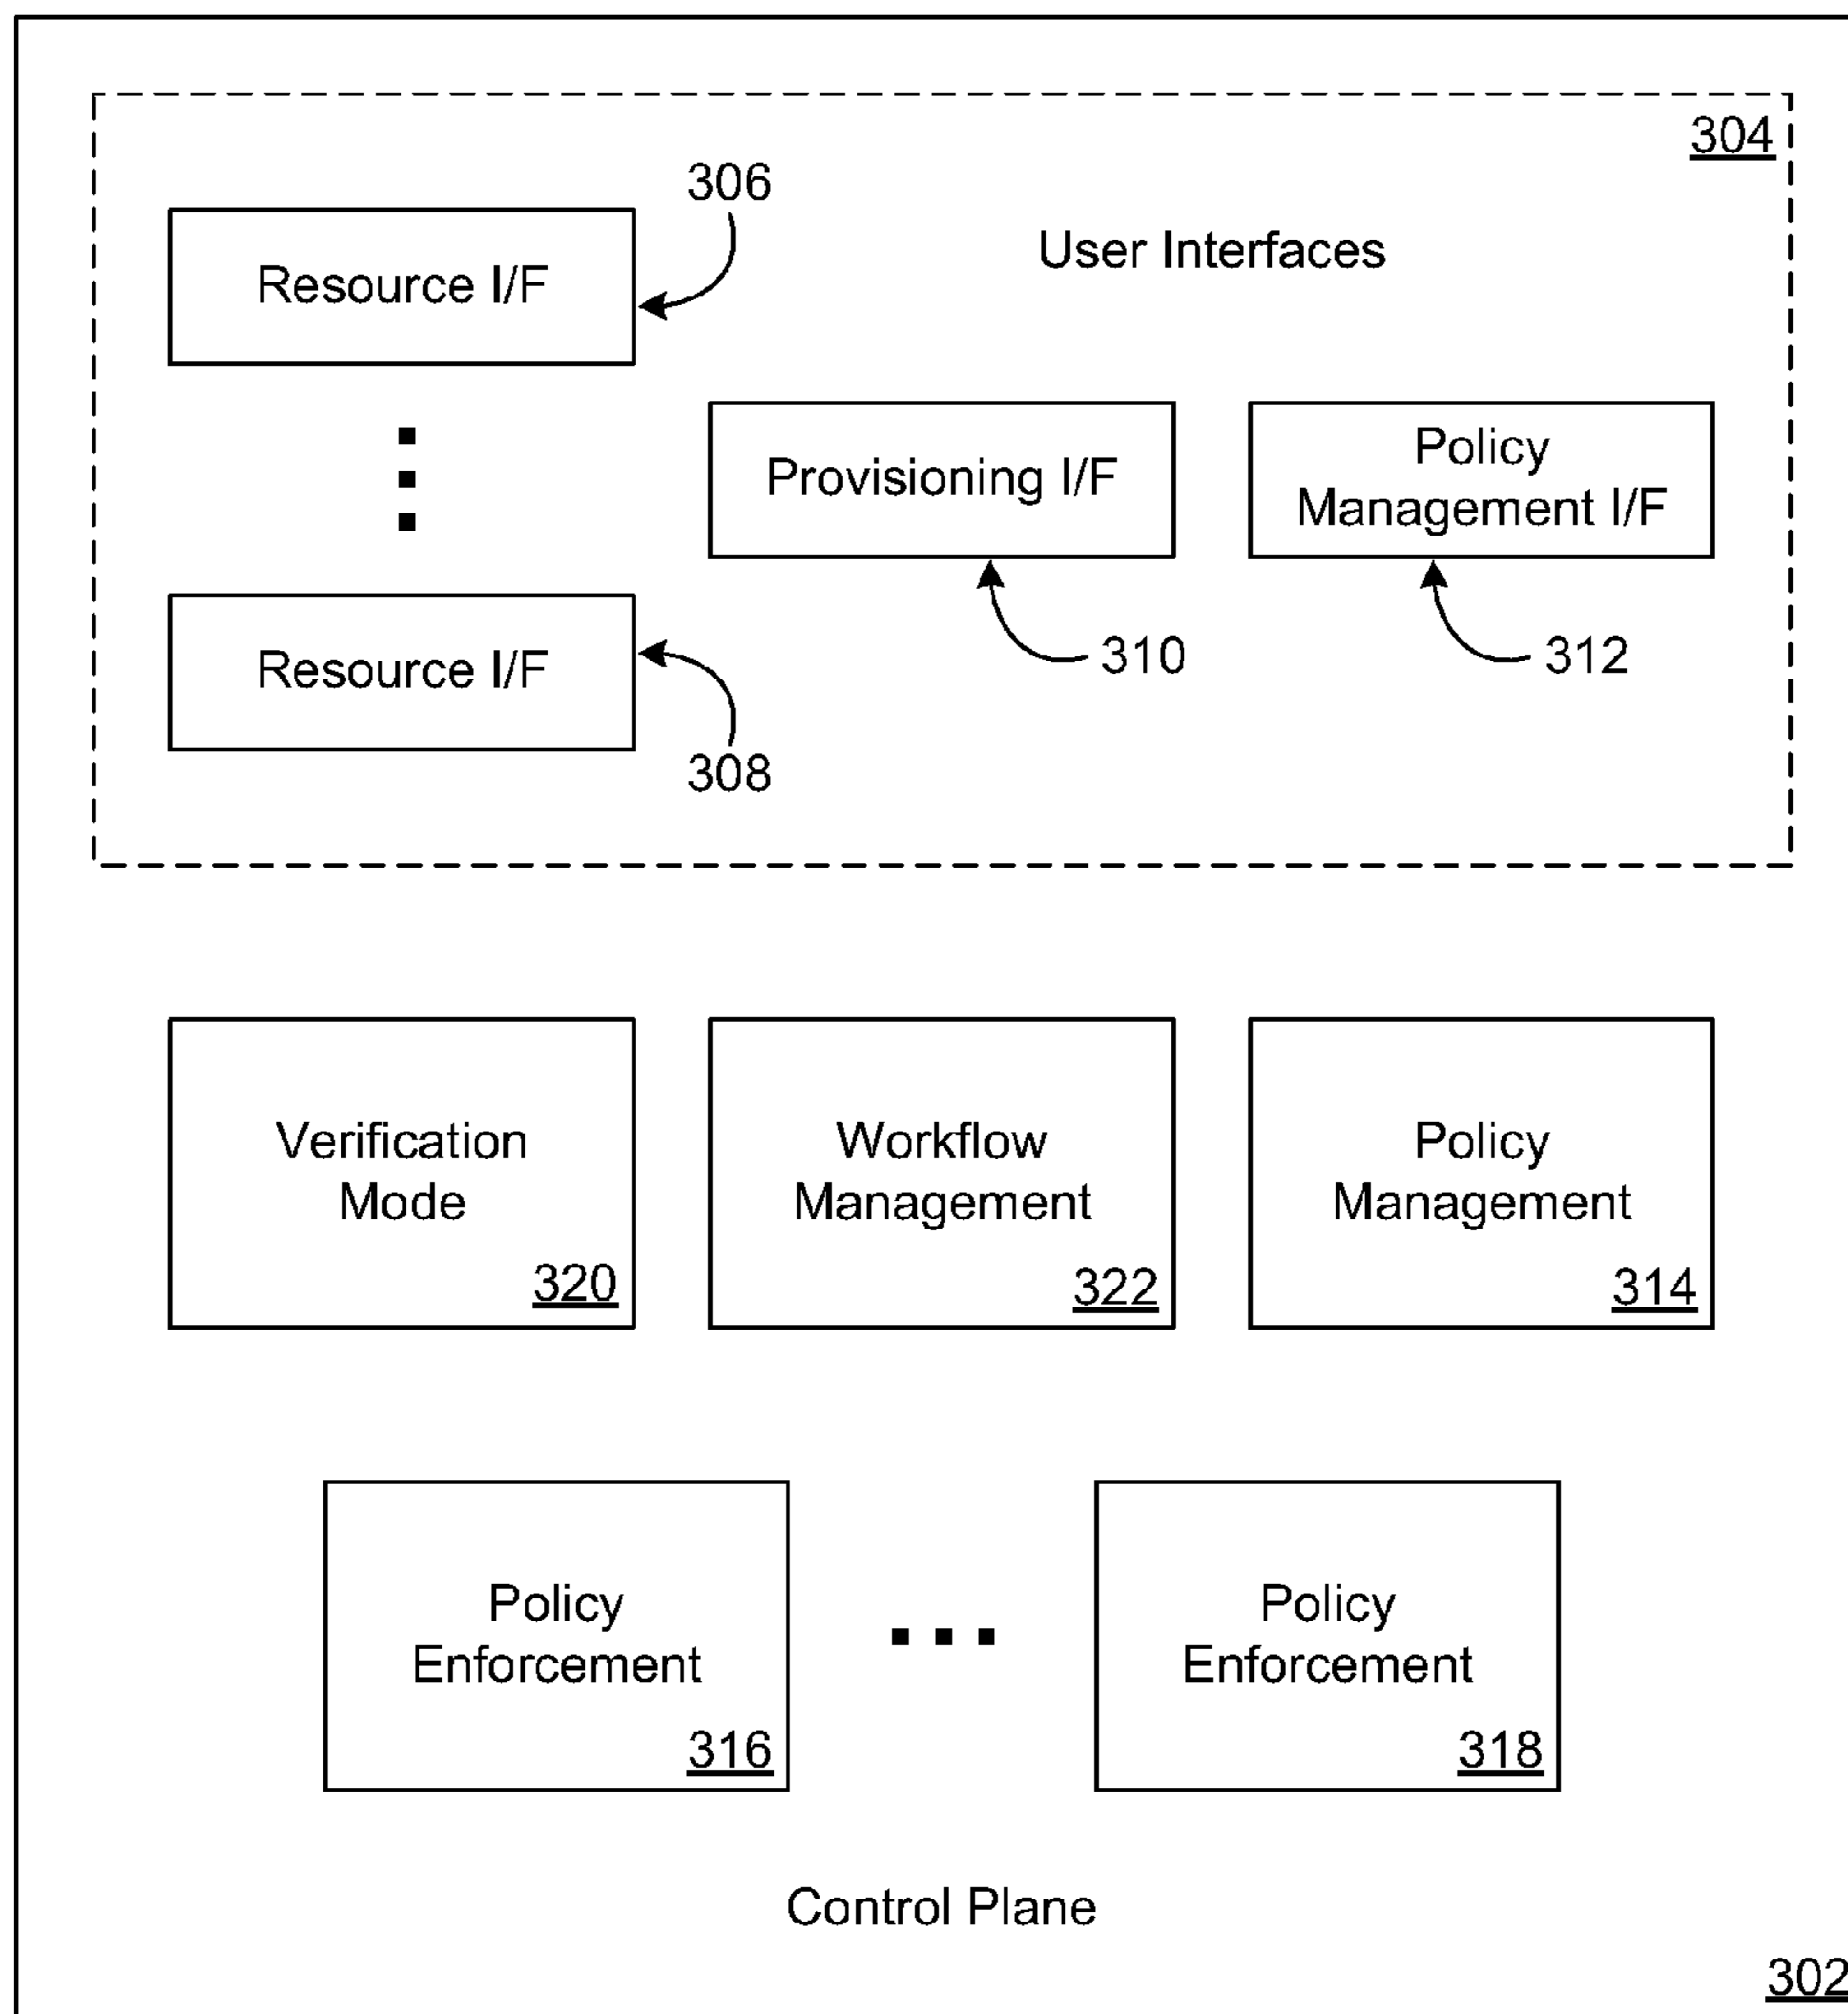 304
306
User Interfaces
Resource I/F
Provisioning I/F
Policy
Management I/F
310
312
Resource I/F
308
Verification
Mode
320
Workflow
Management
322
Policy
Management
314
Policy
Enforcement
316
Policy
Enforcement
318
Control Plane
302